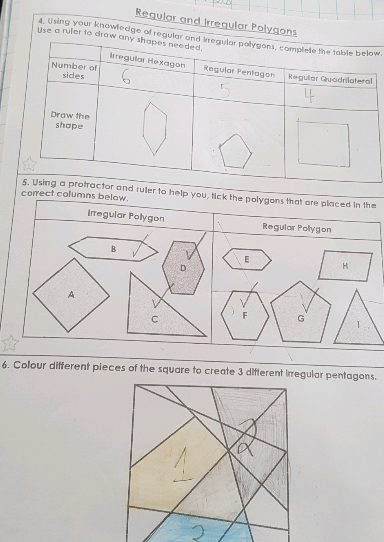 Regular and Irregular Polygons
4. Using your knowledge of regular and irregular polygons, complete the table below.
Use a ruler to draw any shapes needed.
Irregular Hexagon Regular Pentagon Regular Quadrilateral
Number of sides 6 5 4
Draw the shape
5. Using a protractor and ruler to help you, tick the polygons that are placed in the
correct columns below.
Irregular Polygon Regular Polygon
B D E H
A C F G I
6. Colour different pieces of the square to create 3 different irregular pentagons.
2
1
3